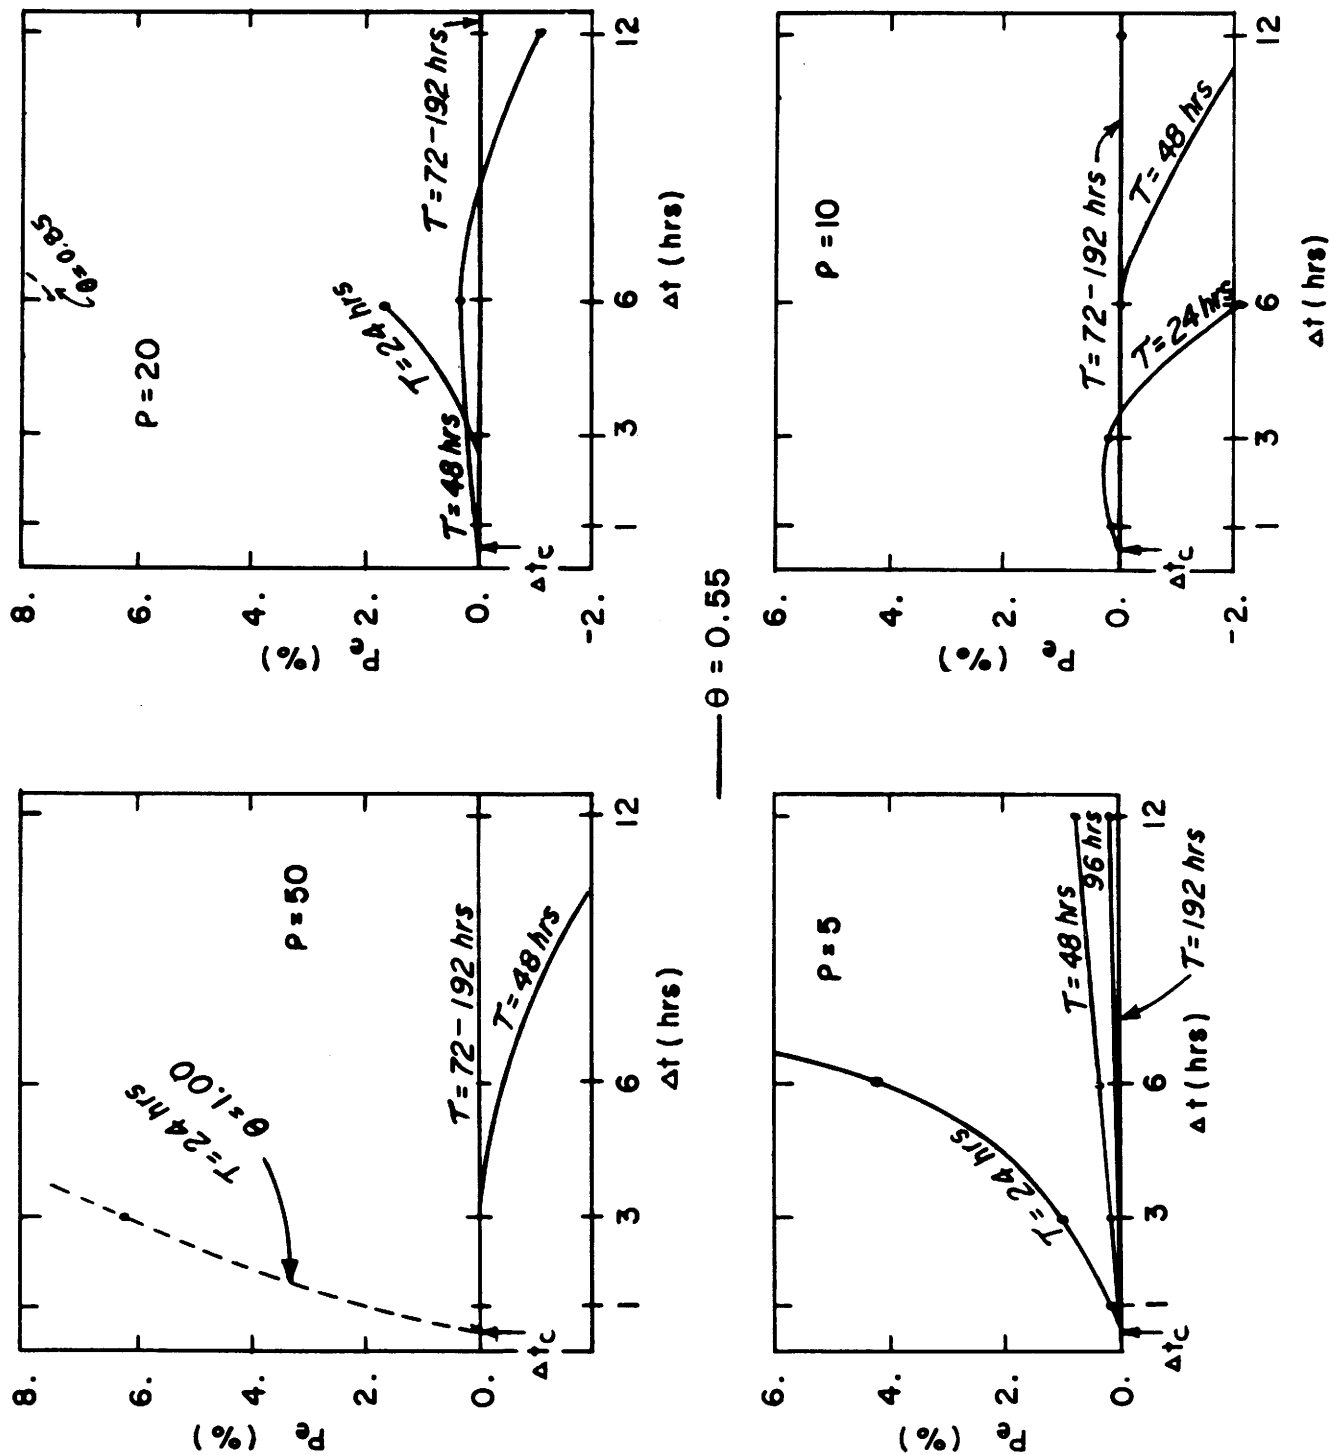 8.
6.
4.
2.
0.
Pe
(%)
ρ = 50
T = 24 hrs
θ = 1.00
T = 72 - 192 hrs
T = 48 hrs
Δtc
1
3
6
12
Δt (hrs)
8.
6.
4.
2.
0.
-2.
Pe
(%)
ρ = 20
θ = 0.85
T = 24 hrs
T = 48 hrs
T = 72 - 192 hrs
Δtc
1
3
6
12
Δt (hrs)
θ = 0.55
6.
4.
2.
0.
Pe
(%)
ρ = 5
T = 24 hrs
T = 48 hrs
96 hrs
T = 192 hrs
Δtc
1
3
6
12
Δt (hrs)
6.
4.
2.
0.
-2.
Pe
(%)
ρ = 10
T = 72 - 192 hrs
T = 48 hrs
T = 24 hrs
Δtc
1
3
6
12
Δt (hrs)